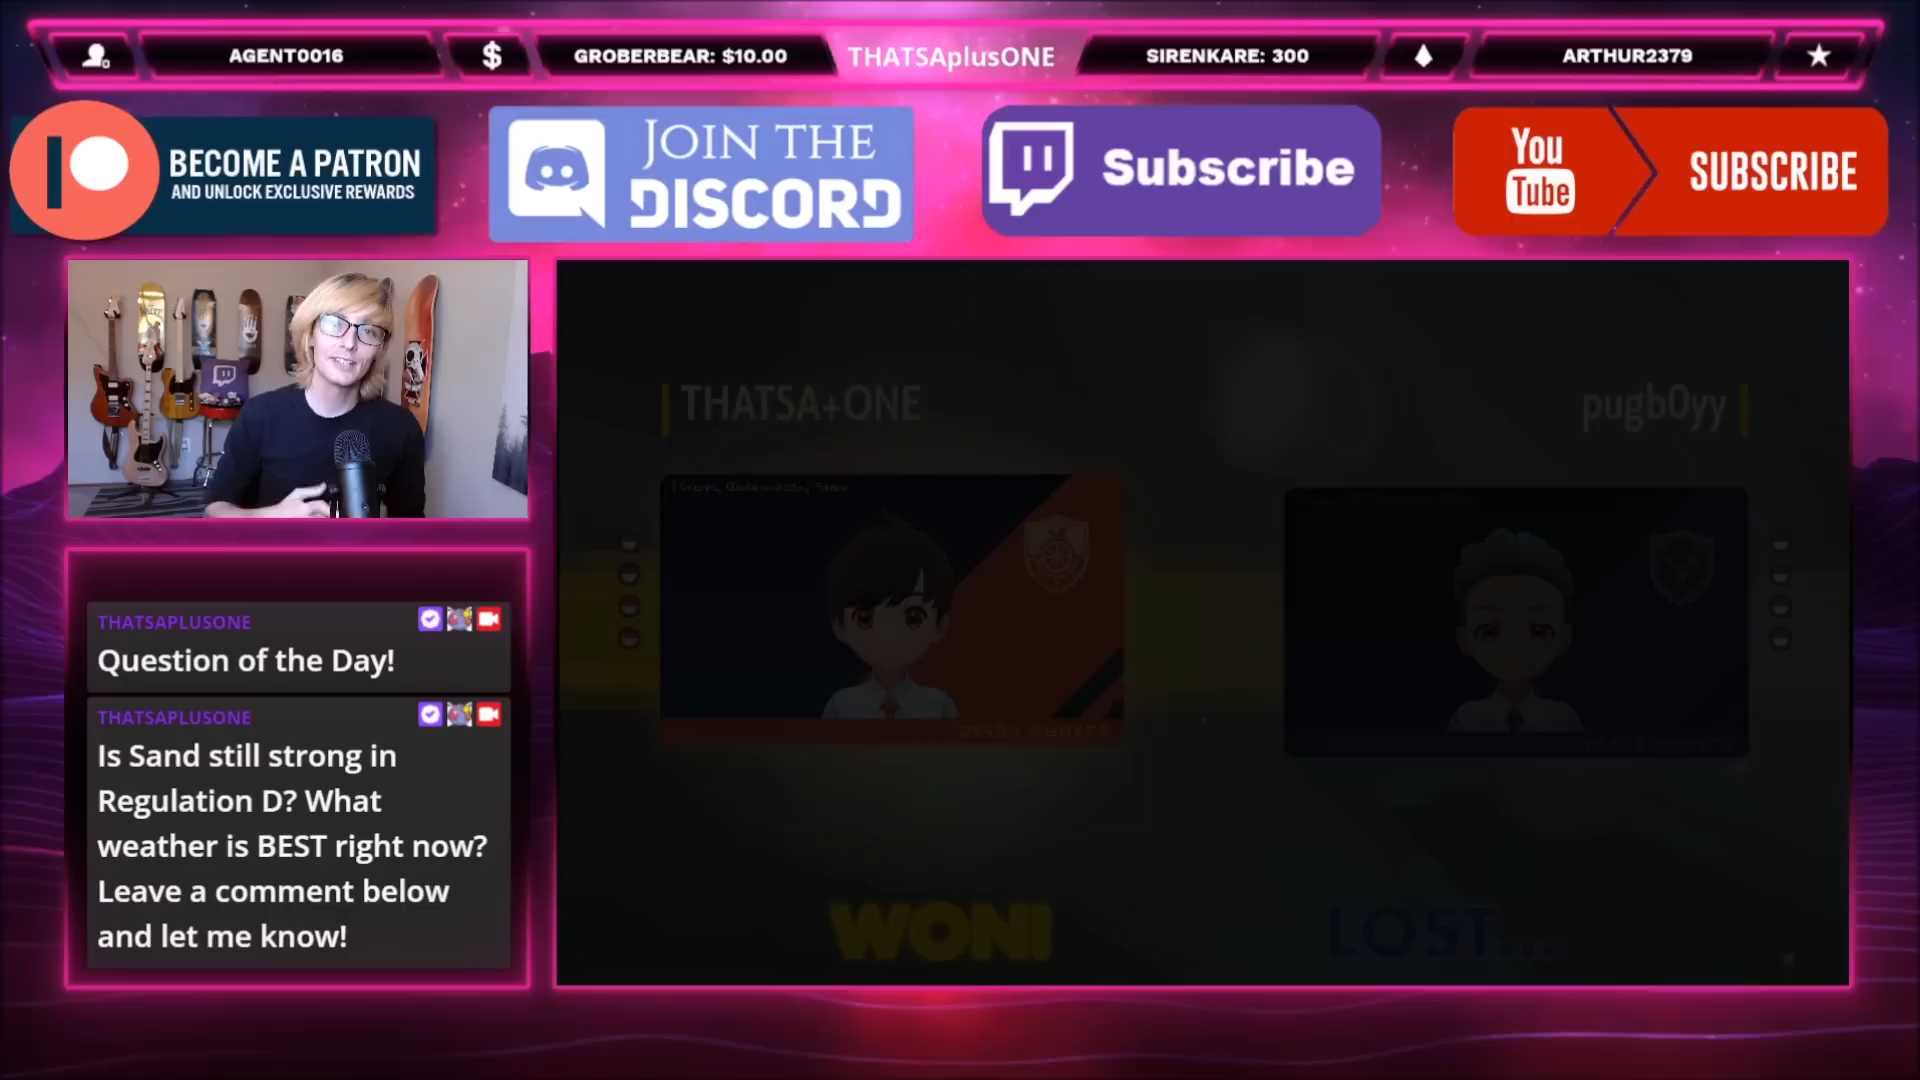 AGENT0016
$
GROBERBEAR: $10.00
THATSAplusONE
SIRENKARE: 300
ARTHUR2379
BECOME A PATRON
AND UNLOCK EXCLUSIVE REWARDS
JOIN THE
DISCORD
Subscribe
You
Tube
SUBSCRIBE
THATSA+ONE
pugb0yy
WON!
LOST...
THATSAPLUSONE
Question of the Day!
THATSAPLUSONE
Is Sand still strong in
Regulation D? What
weather is BEST right now?
Leave a comment below
and let me know!